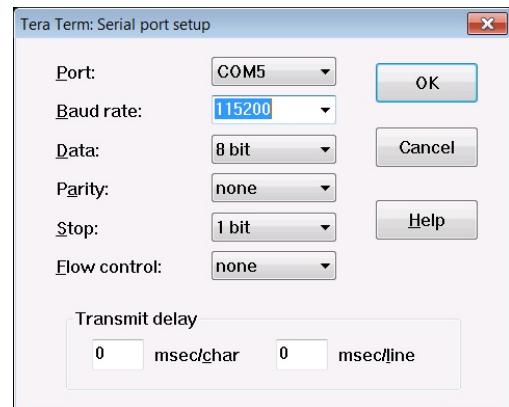 Tera Term: Serial port setup
Port: COM5
OK
Baud rate: 115200
Data: 8 bit
Cancel
Parity: none
Stop: 1 bit
Help
Flow control: none
Transmit delay
0 msec/char 0 msec/line